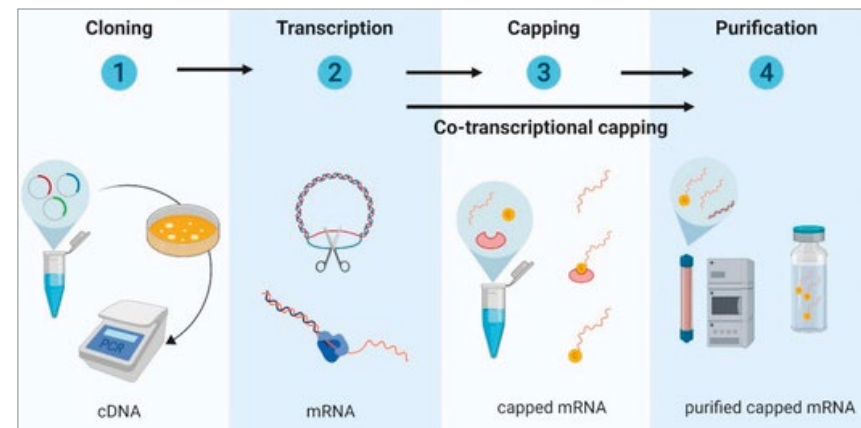 Cloning
Transcription
Capping
Purification
1
2
3
4
Co-transcriptional capping
PCR
cDNA
mRNA
capped mRNA
purified capped mRNA